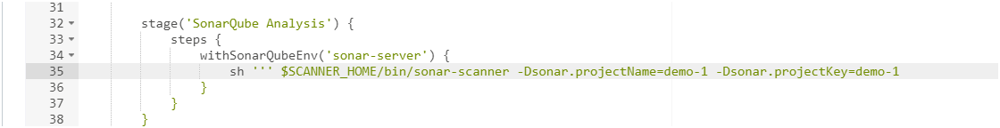 31
32 stage('SonarQube Analysis') {
33 steps {
34 withSonarQubeEnv('sonar-server') {
35 sh ''' $SCANNER_HOME/bin/sonar-scanner -Dsonar.projectName=demo-1 -Dsonar.projectKey=demo-1
36 }
37 }
38 }